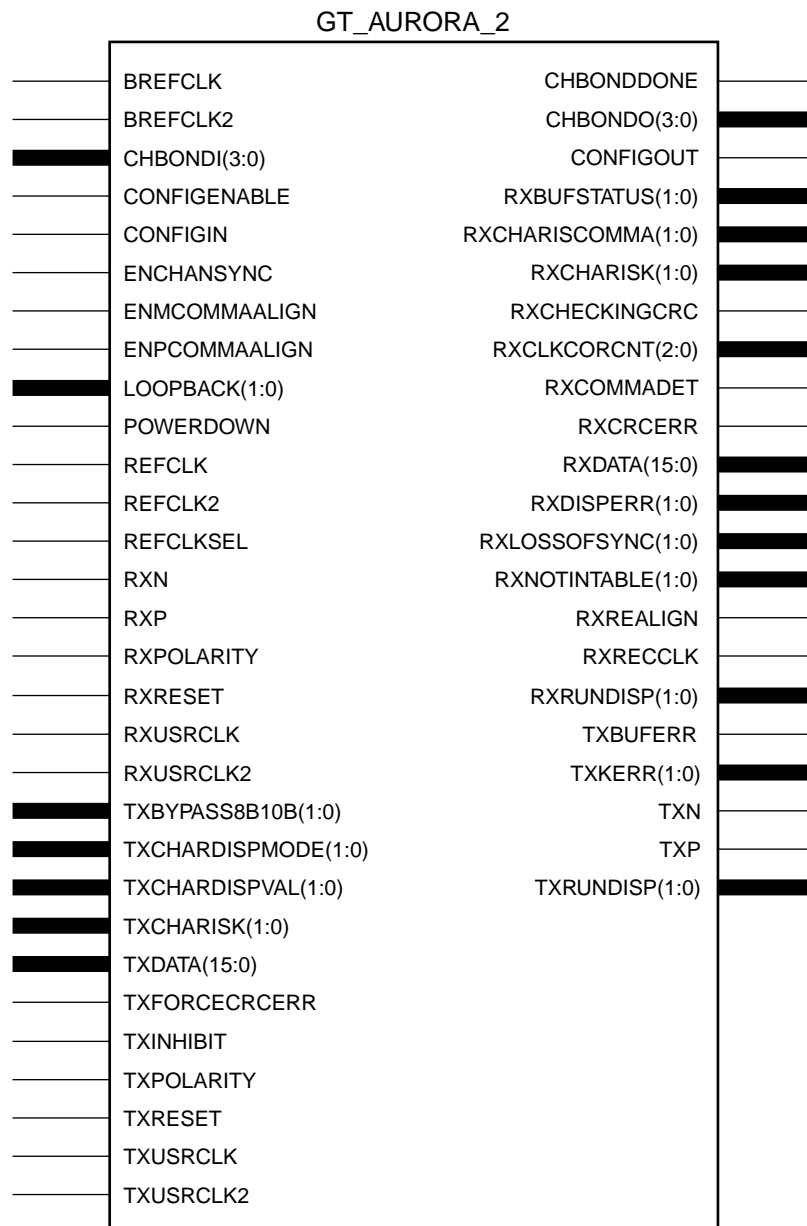 GT_AURORA_2
BREFCLK CHBONDDONE
BREFCLK2 CHBONDO(3:0)
CHBONDI(3:0) CONFIGOUT
CONFIGENABLE RXBUFSTATUS(1:0)
CONFIGIN RXCHARISCOMMA(1:0)
ENCHANSYNC RXCHARISK(1:0)
ENMCOMMAALIGN RXCHECKINGCRC
ENPCOMMAALIGN RXCLKCORCNT(2:0)
LOOPBACK(1:0) RXCOMMADET
POWERDOWN RXCRCERR
REFCLK RXDATA(15:0)
REFCLK2 RXDISPERR(1:0)
REFCLKSEL RXLOSSOFSYNC(1:0)
RXN RXNOTINTABLE(1:0)
RXP RXREALIGN
RXPOLARITY RXRECCLK
RXRESET RXRUNDISP(1:0)
RXUSRCLK TXBUFERR
RXUSRCLK2 TXKERR(1:0)
TXBYPASS8B10B(1:0) TXN
TXCHARDISPMODE(1:0) TXP
TXCHARDISPVAL(1:0) TXRUNDISP(1:0)
TXCHARISK(1:0)
TXDATA(15:0)
TXFORCECRCERR
TXINHIBIT
TXPOLARITY
TXRESET
TXUSRCLK
TXUSRCLK2